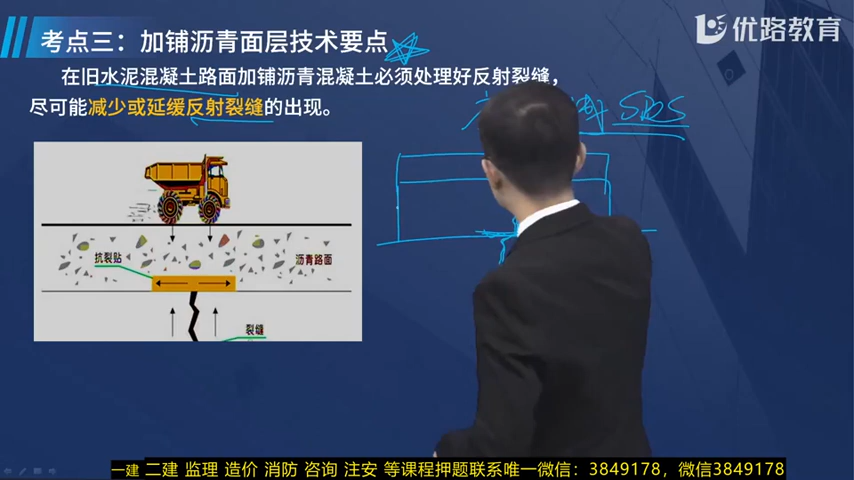 考点三：加铺沥青面层技术要点
优路教育
在旧水泥混凝土路面加铺沥青混凝土必须处理好反射裂缝，
尽可能减少或延缓反射裂缝的出现。
SBS
抗裂贴
沥青路面
裂缝
一建 二建 监理 造价 消防 咨询 注安 等课程押题联系唯一微信：3849178，微信3849178